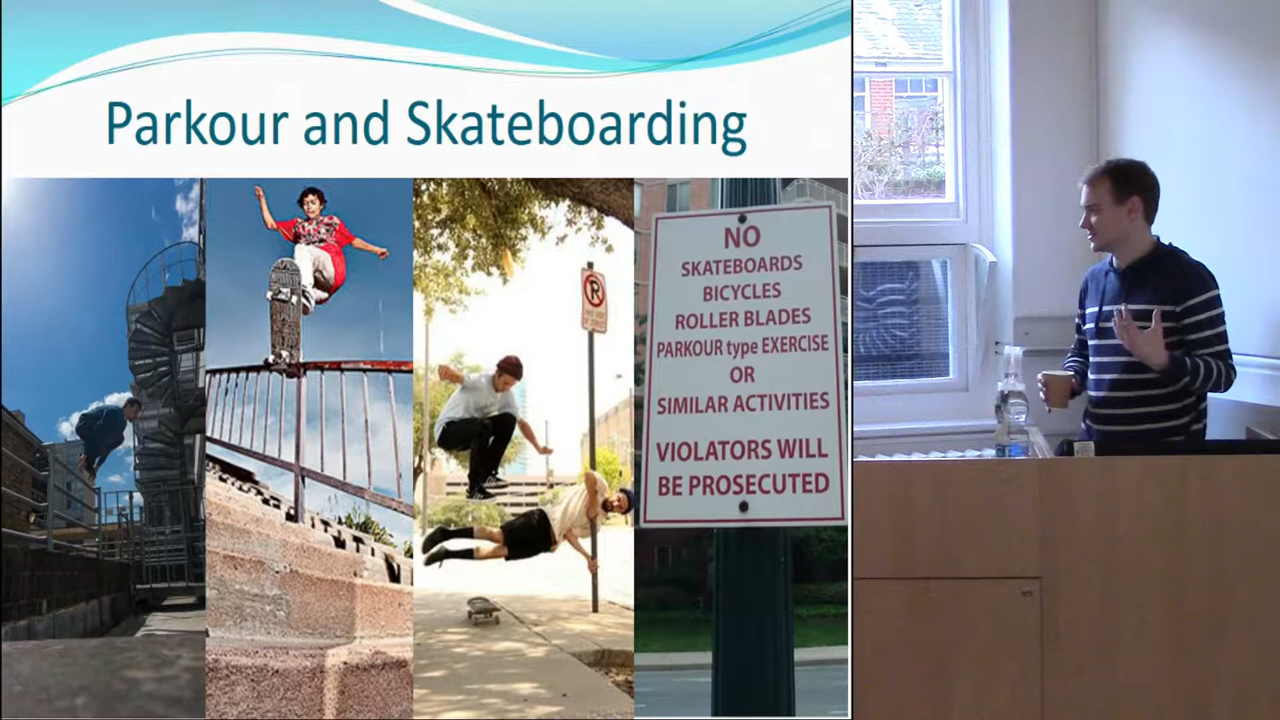 Parkour and Skateboarding
NO
SKATEBOARDS
BICYCLES
ROLLER BLADES
PARKOUR type EXERCISE
OR
SIMILAR ACTIVITIES
VIOLATORS WILL
BE PROSECUTED